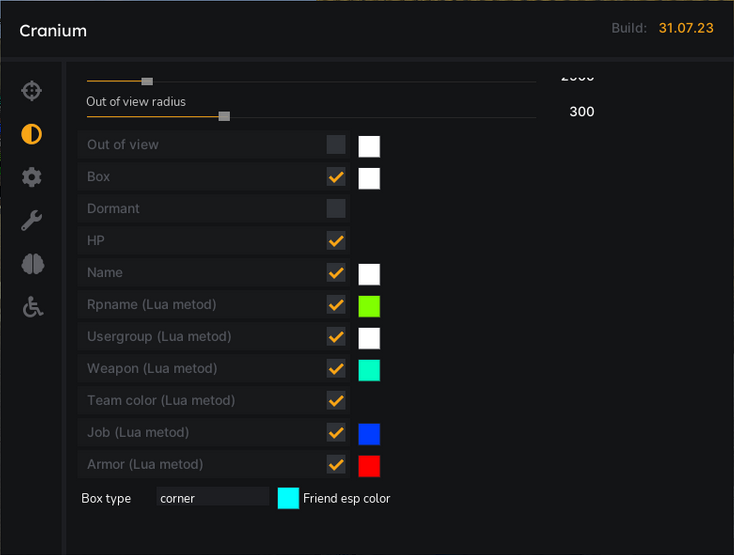 Cranium
Build: 31.07.23
Out of view radius
300
Out of view
Box
Dormant
HP
Name
Rpname (Lua metod)
Usergroup (Lua metod)
Weapon (Lua metod)
Team color (Lua metod)
Job (Lua metod)
Armor (Lua metod)
Box type corner Friend esp color